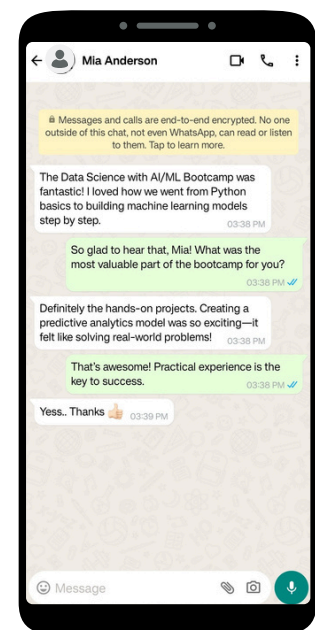 Mia Anderson
Messages and calls are end-to-end encrypted. No one
outside of this chat, not even WhatsApp, can read or listen
to them. Tap to learn more.
The Data Science with AI/ML Bootcamp was
fantastic! I loved how we went from Python
basics to building machine learning models
step by step.
03:38 PM
So glad to hear that, Mia! What was the
most valuable part of the bootcamp for you?
03:38 PM
Definitely the hands-on projects. Creating a
predictive analytics model was so exciting—it
felt like solving real-world problems!
03:38 PM
That's awesome! Practical experience is the
key to success.
03:38 PM
Yess.. Thanks 👍🏻
03:39 PM
Message